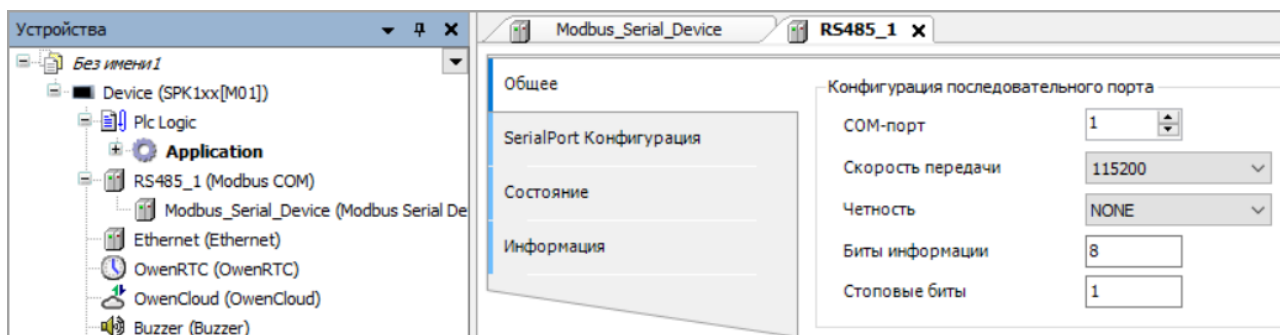 Устройства
Без имени1
Device (SPK1xx[M01])
Plc Logic
Application
RS485_1 (Modbus COM)
Modbus_Serial_Device (Modbus Serial De
Ethernet (Ethernet)
OwenRTC (OwenRTC)
OwenCloud (OwenCloud)
Buzzer (Buzzer)
Modbus_Serial_Device
RS485_1
Общее
SerialPort Конфигурация
Состояние
Информация
Конфигурация последовательного порта
COM-порт 1
Скорость передачи 115200
Четность NONE
Биты информации 8
Стоповые биты 1